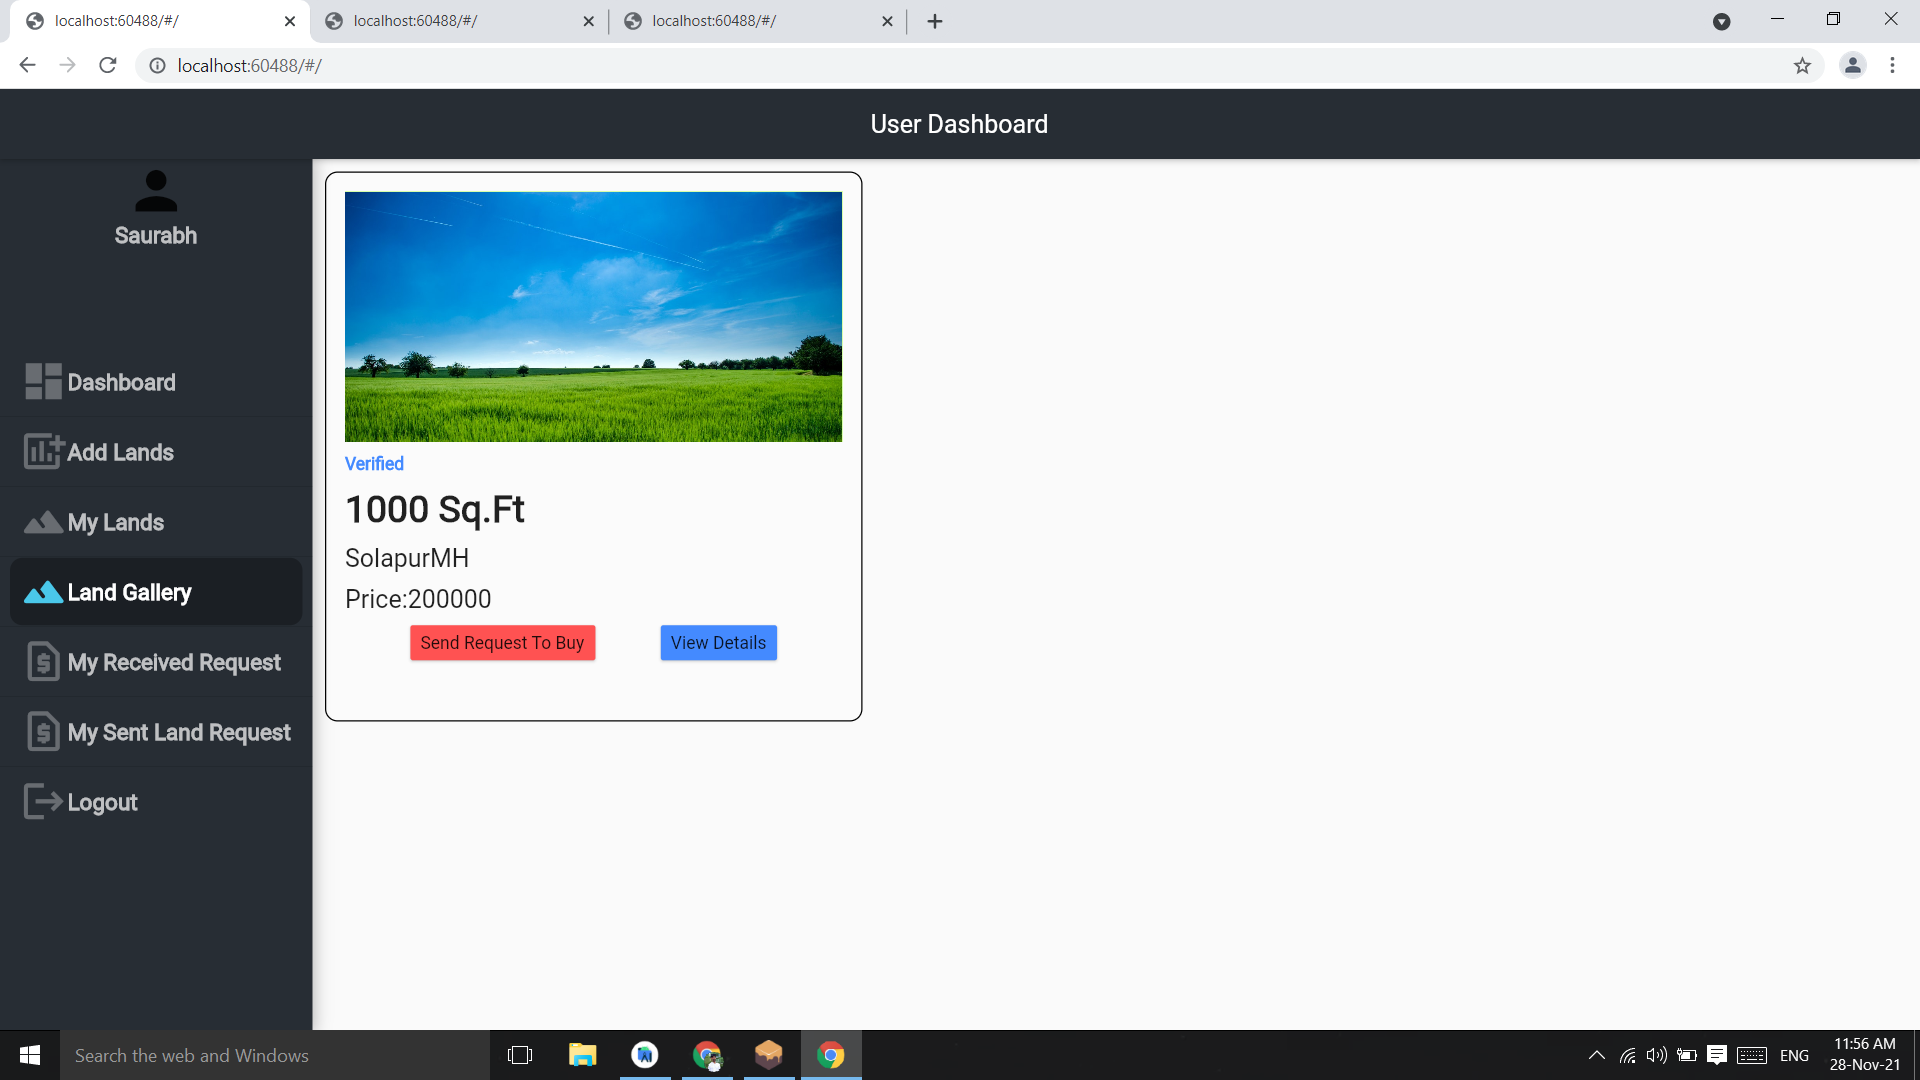 localhost:60488/#/
localhost:60488/#/
localhost:60488/#/
localhost:60488/#/
User Dashboard
Saurabh
Dashboard
Add Lands
My Lands
Land Gallery
My Received Request
My Sent Land Request
Logout
Verified
1000 Sq.Ft
SolapurMH
Price:200000
Send Request To Buy
View Details
Search the web and Windows
ENG
11:56 AM
28-Nov-21